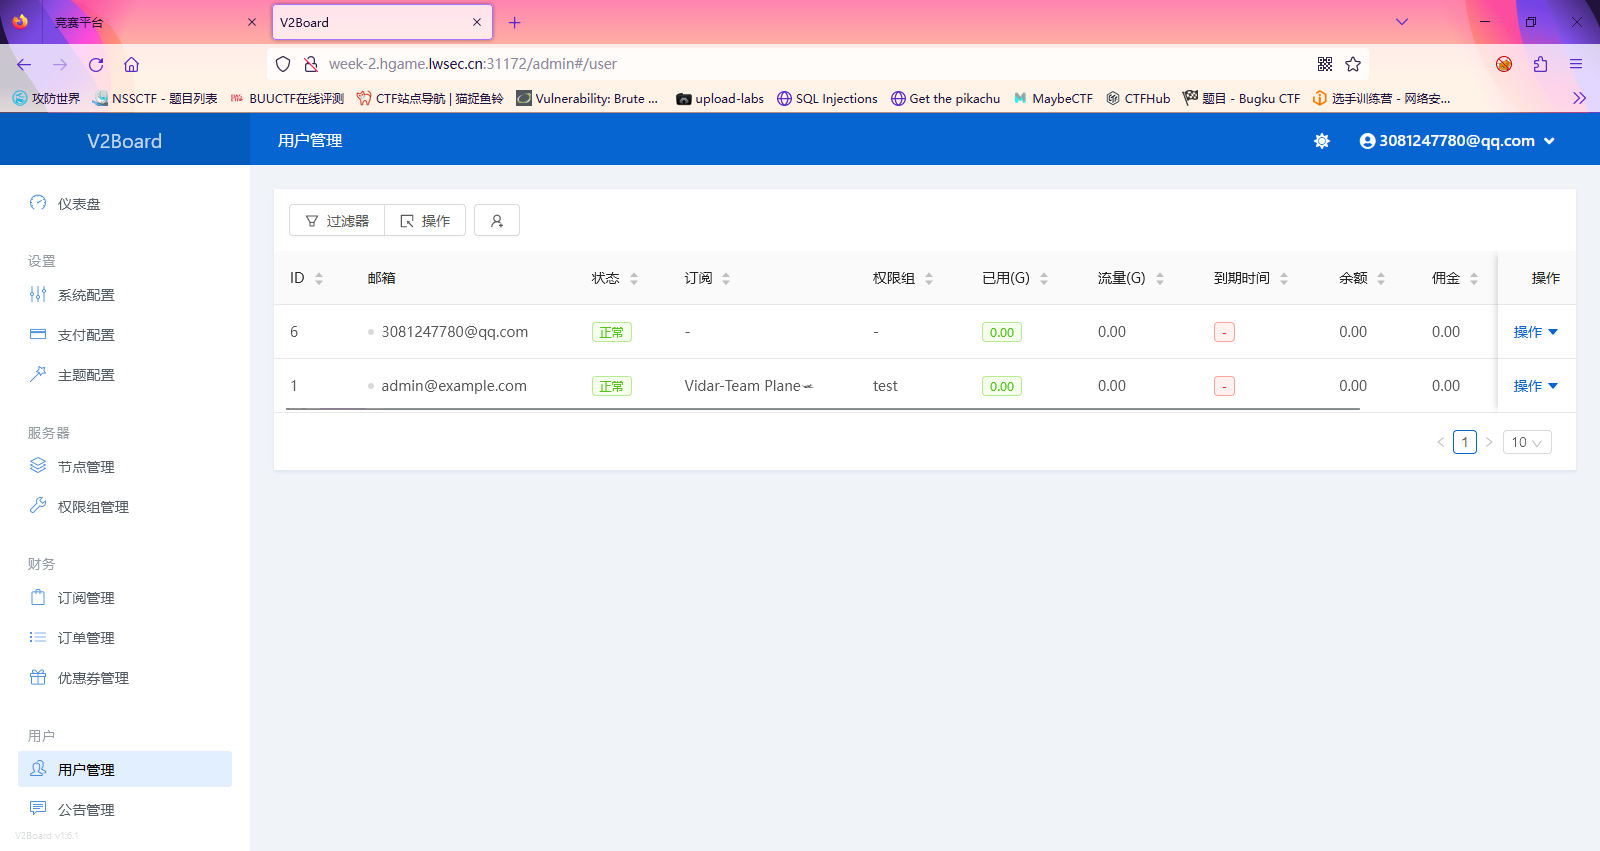 竞赛平台
V2Board
week-2.hgame.lwsec.cn:31172/admin#/user
攻防世界 NSSCTF - 题目列表 BUUCTF在线评测 CTF站点导航 | 猫捉鱼铃 Vulnerability: Brute ... upload-labs SQL Injections Get the pikachu MaybeCTF CTFHub 题目 - Bugku CTF 选手训练营 - 网络安...
V2Board 用户管理 3081247780@qq.com
仪表盘
设置
系统配置
支付配置
主题配置
服务器
节点管理
权限组管理
财务
订阅管理
订单管理
优惠券管理
用户
用户管理
公告管理
V2Board v1.6.1
过滤器 操作
ID 邮箱 状态 订阅 权限组 已用(G) 流量(G) 到期时间 余额 佣金 操作
6 3081247780@qq.com 正常 - - 0.00 0.00 - 0.00 0.00 操作
1 admin@example.com 正常 Vidar-Team Plane test 0.00 0.00 - 0.00 0.00 操作
1 10